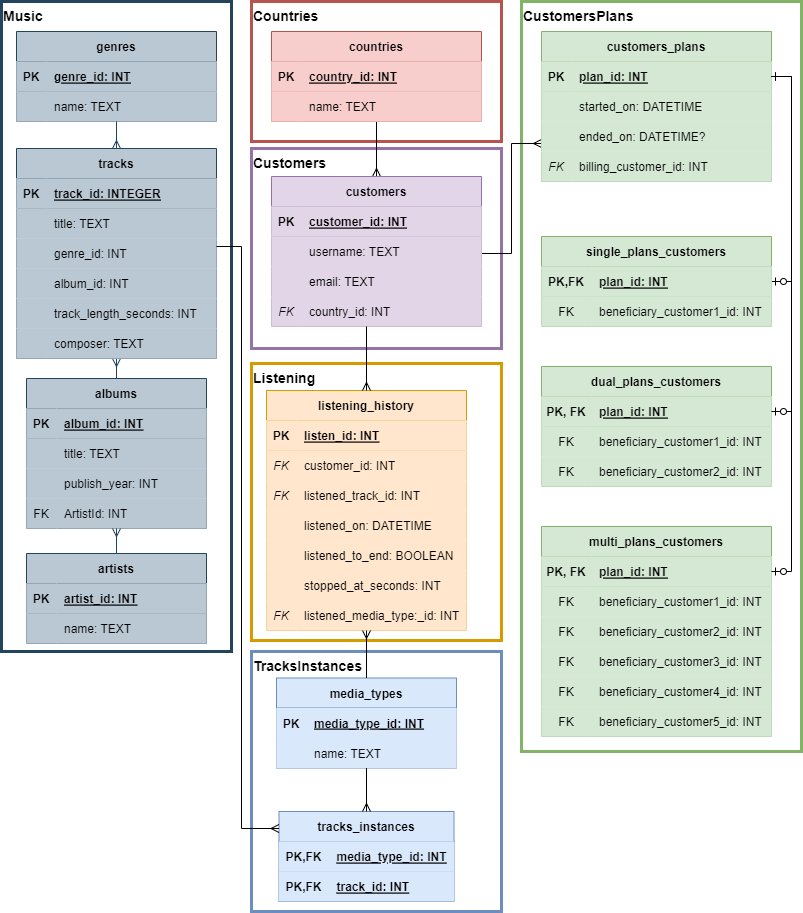 Music
genres
PK genre_id: INT
name: TEXT
tracks
PK track_id: INTEGER
title: TEXT
genre_id: INT
album_id: INT
track_length_seconds: INT
composer: TEXT
albums
PK album_id: INT
title: TEXT
publish_year: INT
FK ArtistId: INT
artists
PK artist_id: INT
name: TEXT
Countries
countries
PK country_id: INT
name: TEXT
Customers
customers
PK customer_id: INT
username: TEXT
email: TEXT
FK country_id: INT
Listening
listening_history
PK listen_id: INT
FK customer_id: INT
FK listened_track_id: INT
listened_on: DATETIME
listened_to_end: BOOLEAN
stopped_at_seconds: INT
FK listened_media_type:_id: INT
TracksInstances
media_types
PK media_type_id: INT
name: TEXT
tracks_instances
PK,FK media_type_id: INT
PK,FK track_id: INT
CustomersPlans
customers_plans
PK plan_id: INT
started_on: DATETIME
ended_on: DATETIME?
FK billing_customer_id: INT
single_plans_customers
PK,FK plan_id: INT
FK beneficiary_customer1_id: INT
dual_plans_customers
PK, FK plan_id: INT
FK beneficiary_customer1_id: INT
FK beneficiary_customer2_id: INT
multi_plans_customers
PK, FK plan_id: INT
FK beneficiary_customer1_id: INT
FK beneficiary_customer2_id: INT
FK beneficiary_customer3_id: INT
FK beneficiary_customer4_id: INT
FK beneficiary_customer5_id: INT